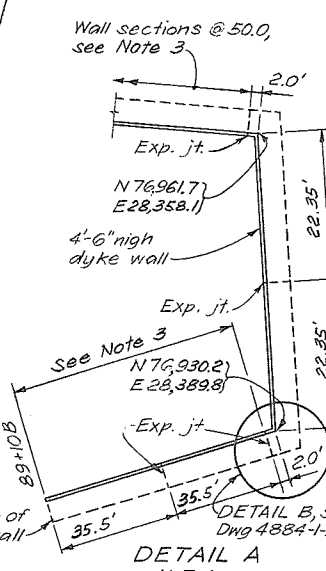 Wall sections @ 50.0,
see Note 3
2.0'
Exp. jt.
N 76,961.7
E 28,358.1
22.35'
4'-6" high
dyke wall
Exp. jt.
see Note 3
22.35'
N 76,930.2
E 28,389.8
89+10B
Exp. jt
of
all
35.5'
35.5'
2.0'
DETAIL B, S
Dwg 4884-1-
DETAIL A